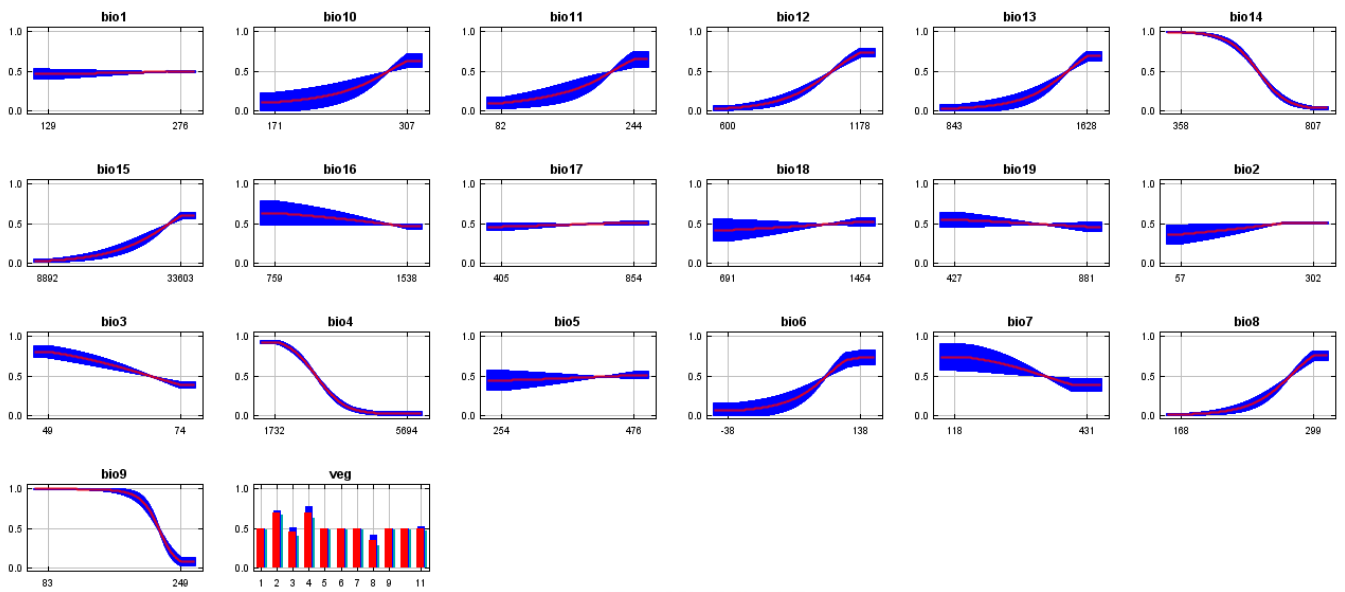 bio1 bio10 bio11 bio12 bio13 bio14
1.0 1.0 1.0 1.0 1.0 1.0
0.5 0.5 0.5 0.5 0.5 0.5
0.0 0.0 0.0 0.0 0.0 0.0
129 276 171 307 82 244 600 1178 843 1628 358 807
bio15 bio16 bio17 bio18 bio19 bio2
1.0 1.0 1.0 1.0 1.0 1.0
0.5 0.5 0.5 0.5 0.5 0.5
0.0 0.0 0.0 0.0 0.0 0.0
8892 33603 759 1538 405 854 691 1464 427 881 57 302
bio3 bio4 bio5 bio6 bio7 bio8
1.0 1.0 1.0 1.0 1.0 1.0
0.5 0.5 0.5 0.5 0.5 0.5
0.0 0.0 0.0 0.0 0.0 0.0
49 74 1732 5694 254 476 -38 138 118 431 168 299
bio9 veg
1.0 1.0
0.5 0.5
0.0 0.0
83 249 1 2 3 4 5 6 7 8 9 11